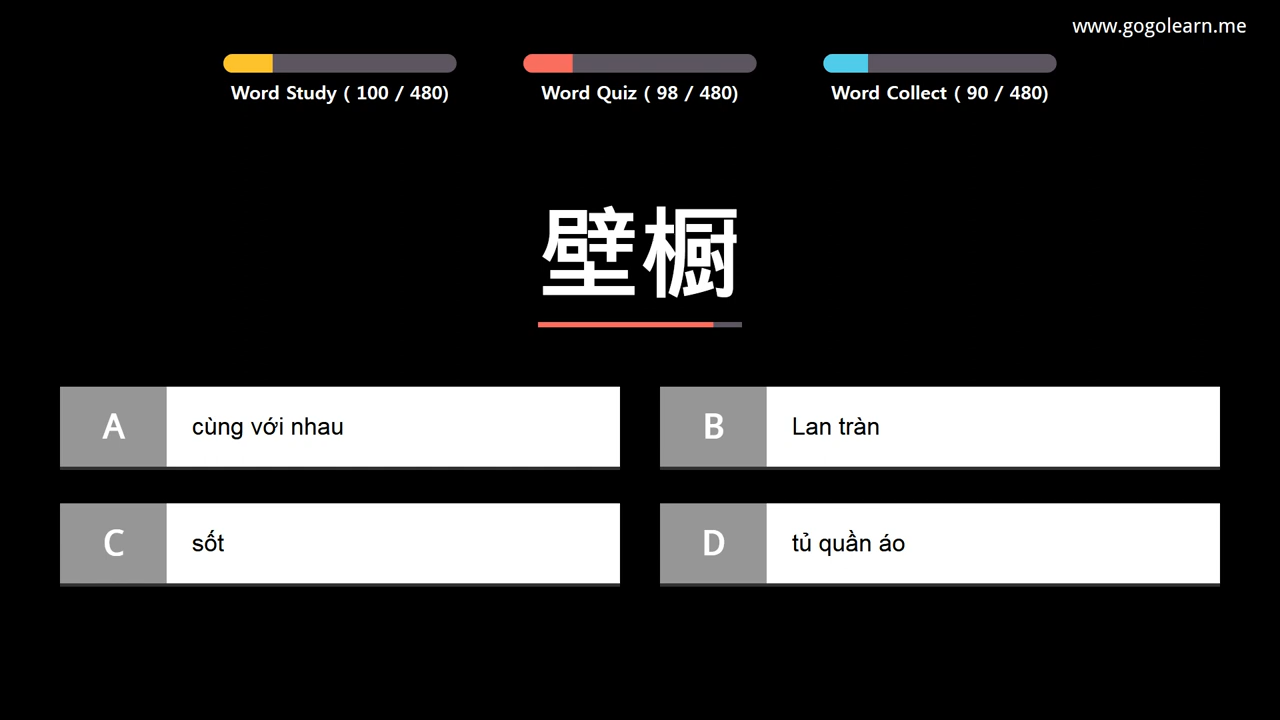 www.gogolearn.me
Word Study ( 100 / 480)
Word Quiz ( 98 / 480)
Word Collect ( 90 / 480)
壁橱
A
cùng với nhau
B
Lan tràn
C
sốt
D
tủ quần áo